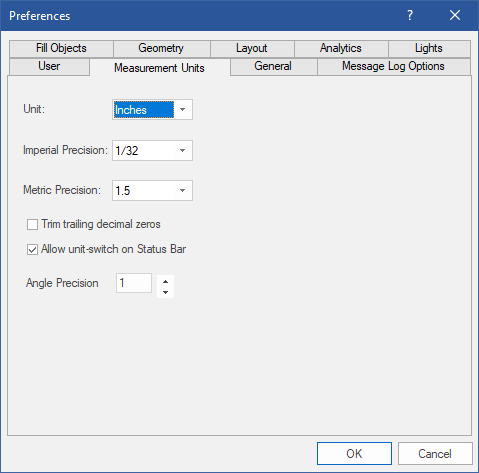 Preferences
Fill Objects Geometry Layout Analytics Lights
User Measurement Units General Message Log Options
Unit: Inches
Imperial Precision: 1/32
Metric Precision: 1.5
Trim trailing decimal zeros
Allow unit-switch on Status Bar
Angle Precision 1
OK Cancel